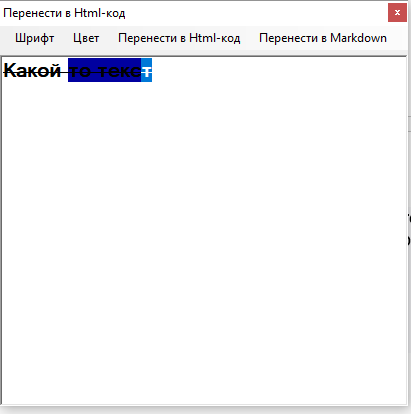 Перенести в Html-код
x
Шрифт Цвет Перенести в Html-код Перенести в Markdown
Какой то текст